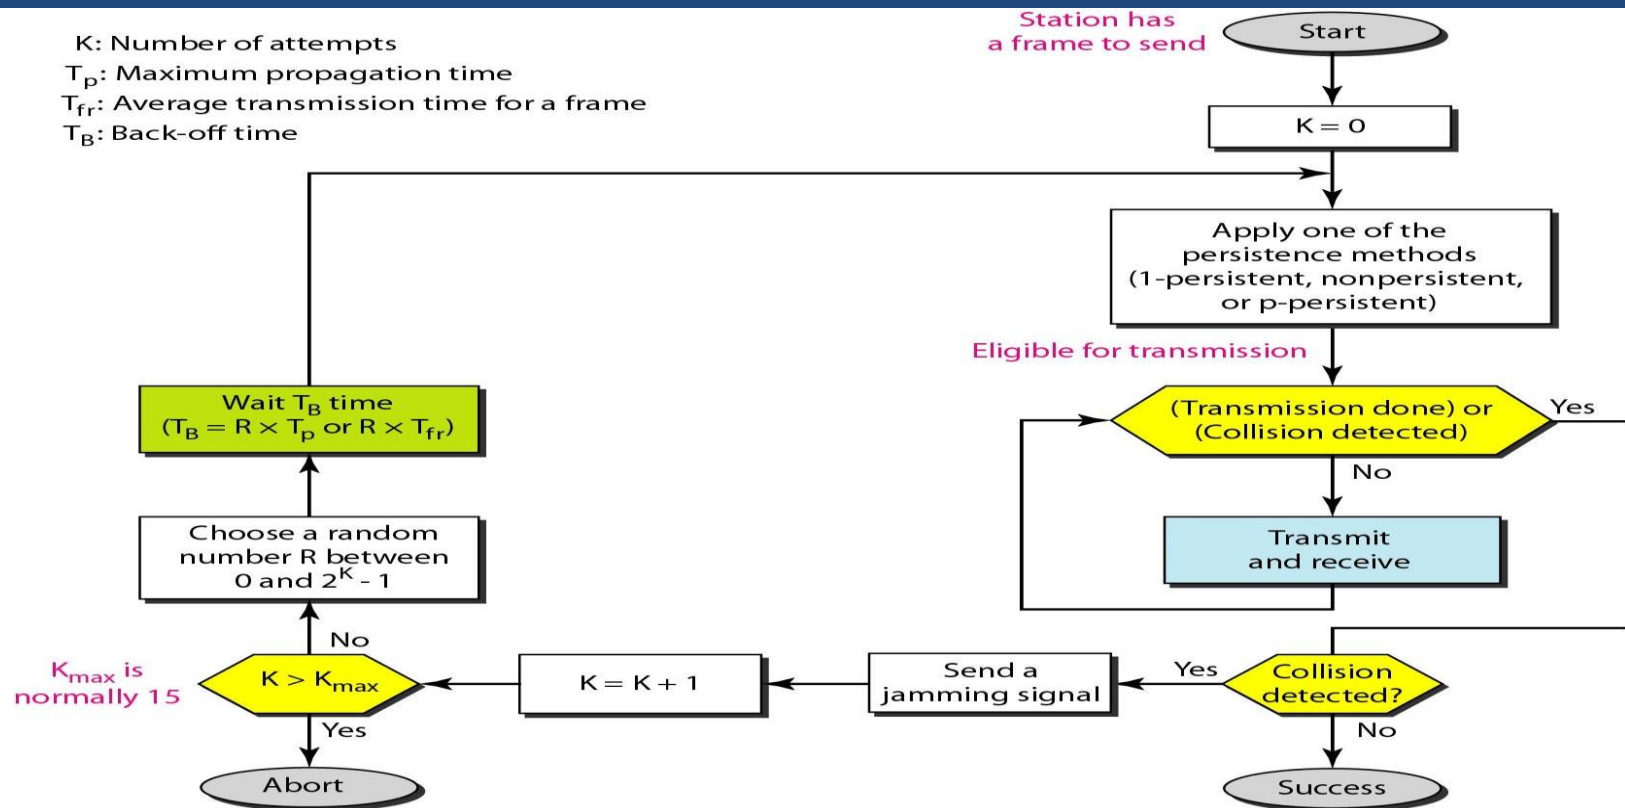 K: Number of attempts
Tp: Maximum propagation time
Tfr: Average transmission time for a frame
TB: Back-off time
Station has
a frame to send
Start
K = 0
Apply one of the
persistence methods
(1-persistent, nonpersistent,
or p-persistent)
Eligible for transmission
(Transmission done) or
(Collision detected)
Yes
No
Transmit
and receive
Collision
detected?
Yes
No
Success
Send a
jamming signal
K = K + 1
K > Kmax
Kmax is
normally 15
Yes
Abort
No
Choose a random
number R between
0 and 2^K - 1
Wait TB time
(TB = R × Tp or R × Tfr)